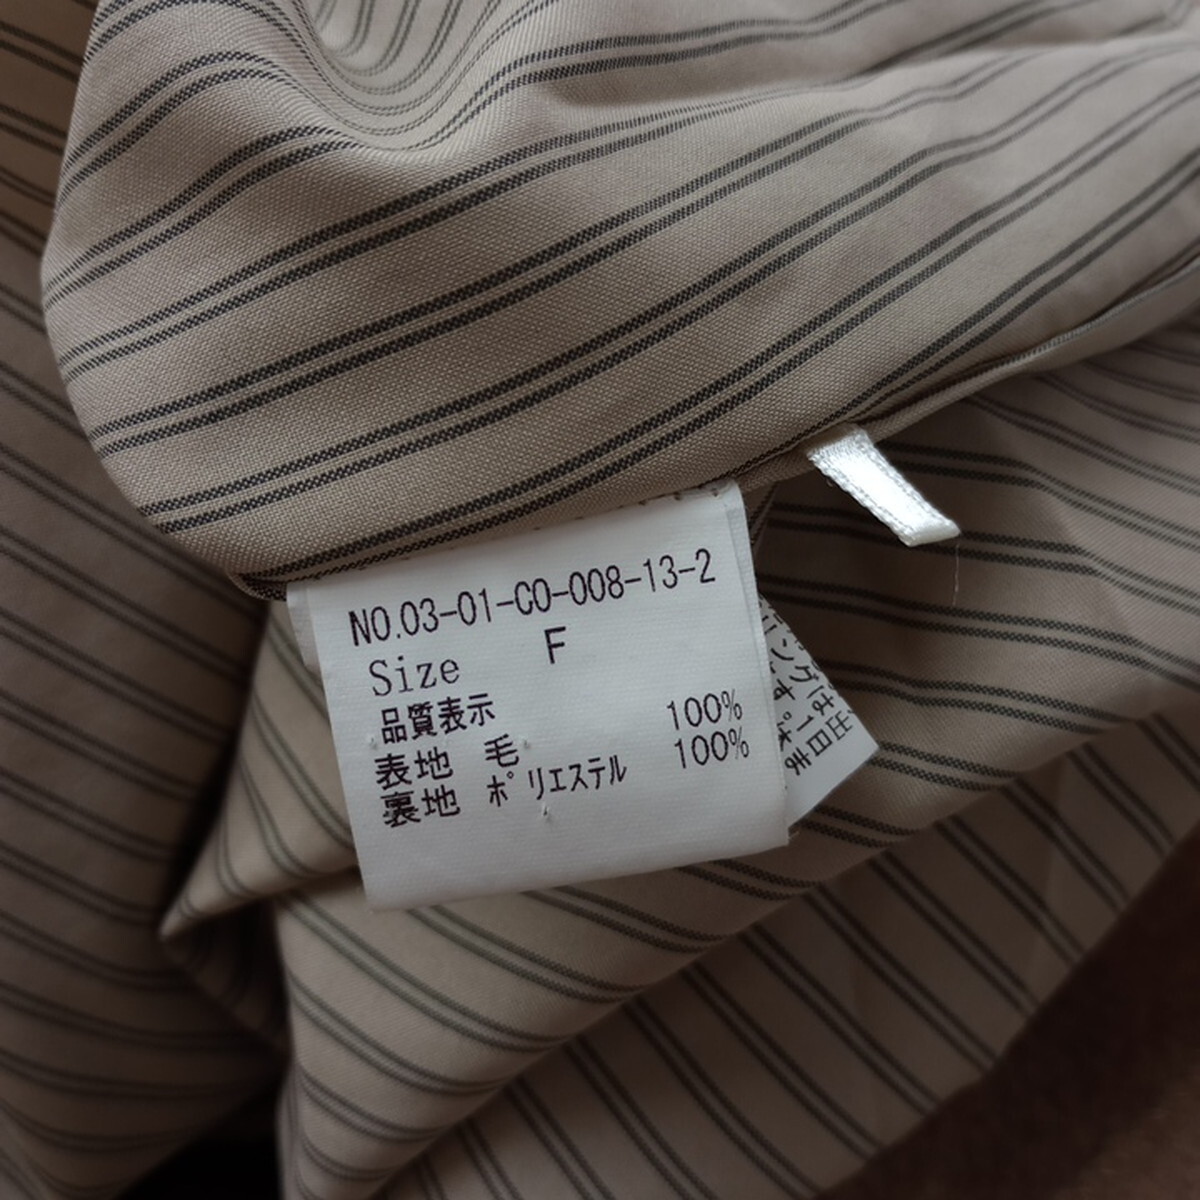 NO.03-01-CO-008-13-2
Size F
品質表示
表地 毛 100%
裏地 ポリエステル 100%